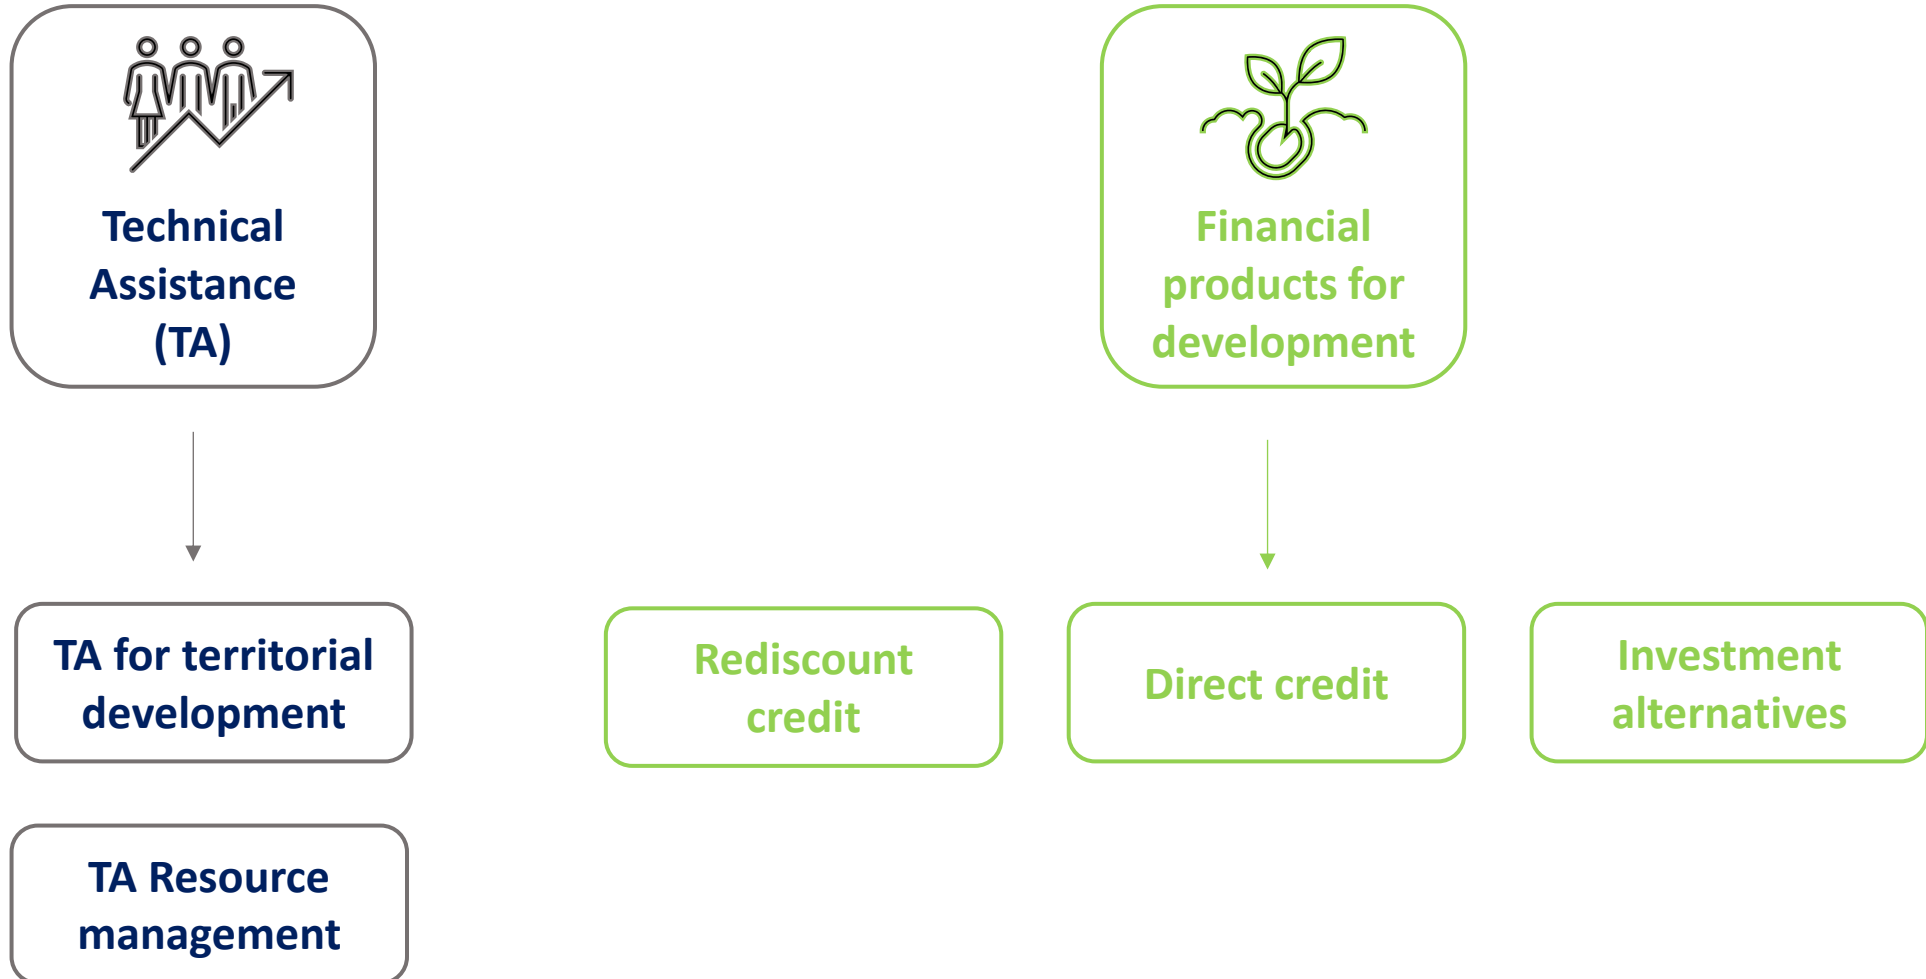 Technical
Assistance
(TA)
Financial
products for
development
TA for territorial
development
Rediscount
credit
Direct credit
Investment
alternatives
TA Resource
management